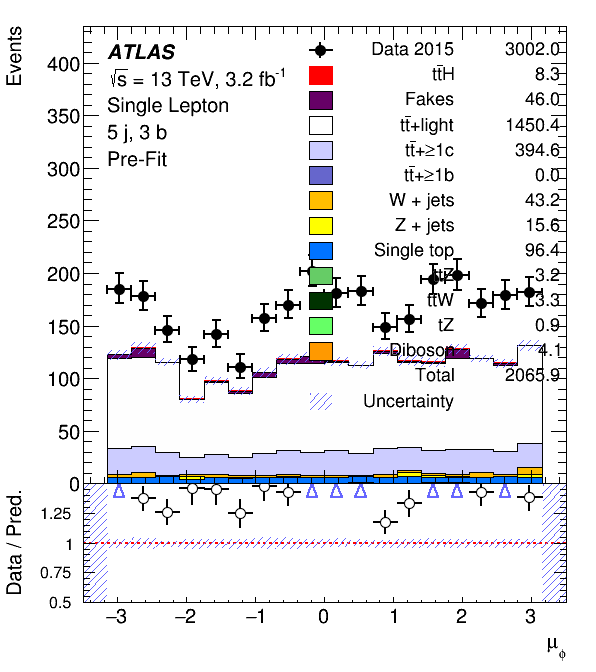 Events
400
350
300
250
200
150
100
50
0
ATLAS
√s = 13 TeV, 3.2 fb-1
Single Lepton
5 j, 3 b
Pre-Fit
Data 2015 3002.0
tt̄H 8.3
Fakes 46.0
tt̄+light 1450.4
tt̄+≥1c 394.6
tt̄+≥1b 0.0
W + jets 43.2
Z + jets 15.6
Single top 96.4
tt̄Z 3.2
tt̄W 3.3
tZ 0.9
Diboson 4.1
Total 2065.9
Uncertainty
Data / Pred.
1.25
1
0.75
0.5
−3 −2 −1 0 1 2 3
μϕ